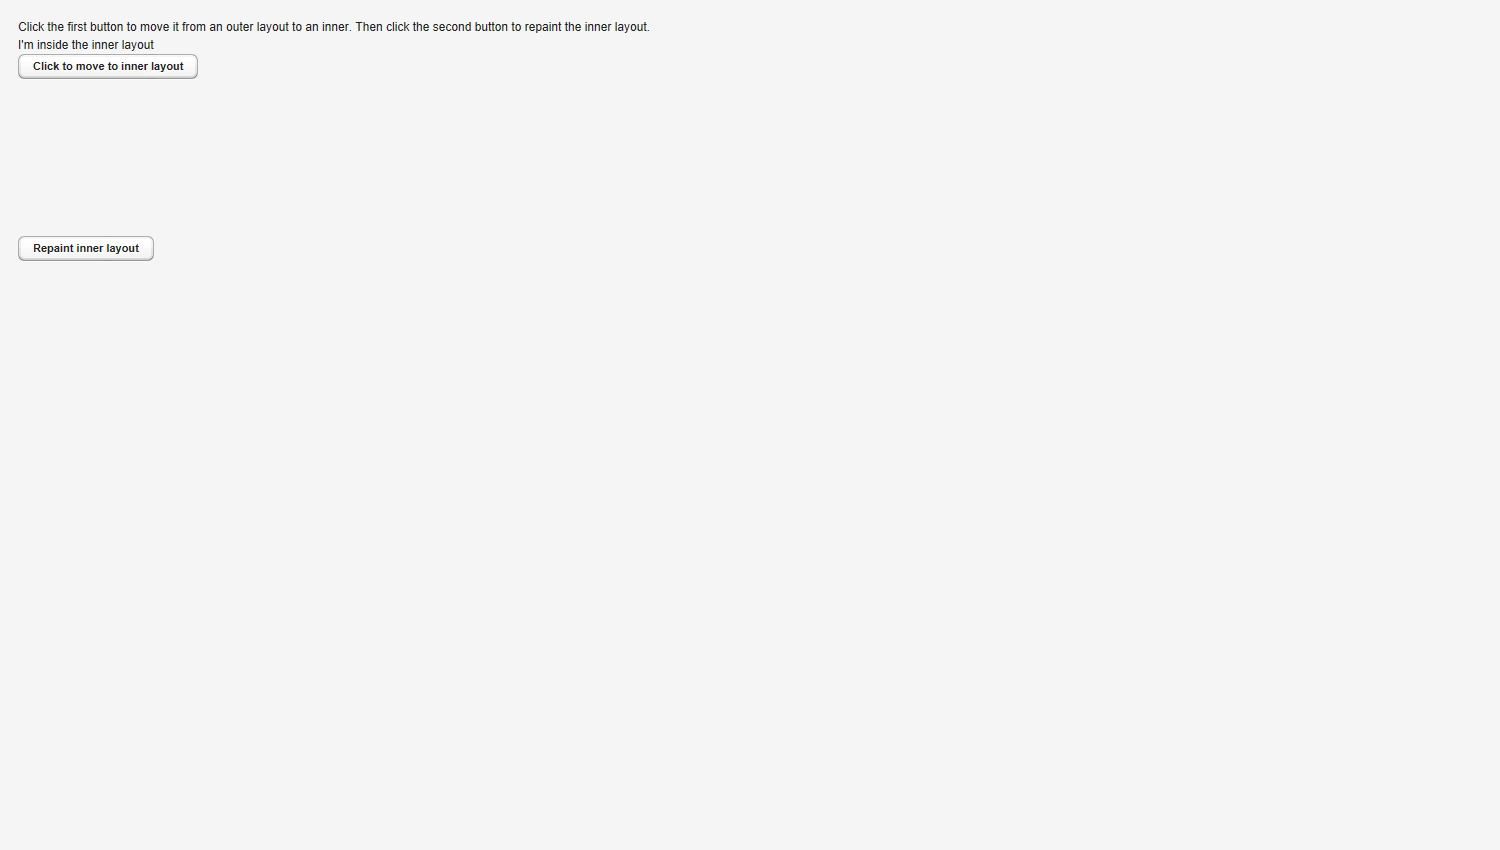 Click the first button to move it from an outer layout to an inner. Then click the second button to repaint the inner layout.
I'm inside the inner layout
Click to move to inner layout
Repaint inner layout